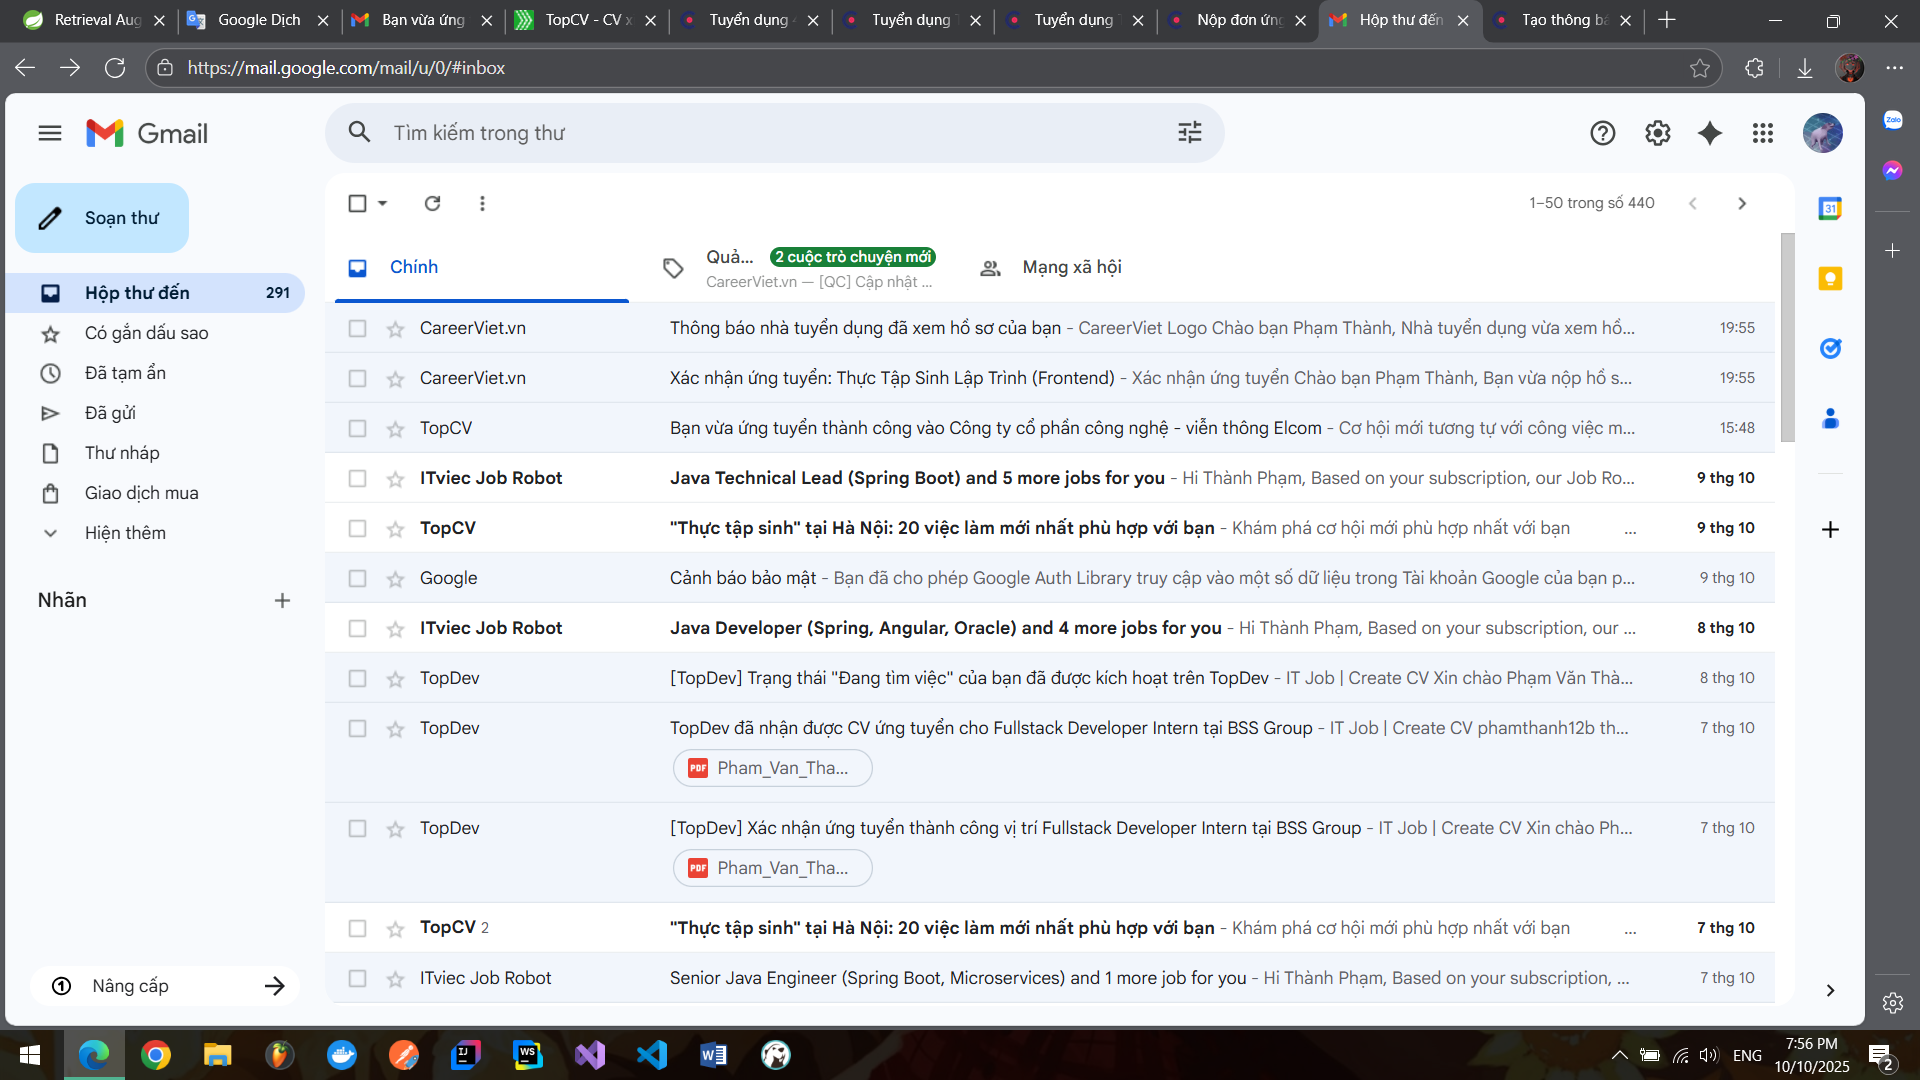 Retrieval Aug
Google Dịch
Bạn vừa ứng
TopCV - CV x
Tuyển dụng
Tuyển dụng
Tuyển dụng
Nộp đơn ứng
Hộp thư đến
Tạo thông bá
https://mail.google.com/mail/u/0/#inbox
Gmail
Tìm kiếm trong thư
Zalo
Soạn thư
1–50 trong số 440
31
Chính
Quả... 2 cuộc trò chuyện mới
CareerViet.vn — [QC] Cập nhật ...
Mạng xã hội
Hộp thư đến 291
Có gắn dấu sao
Đã tạm ẩn
Đã gửi
Thư nháp
Giao dịch mua
Hiện thêm
Nhãn
Nâng cấp
CareerViet.vn Thông báo nhà tuyển dụng đã xem hồ sơ của bạn - CareerViet Logo Chào bạn Phạm Thành, Nhà tuyển dụng vừa xem hồ... 19:55
CareerViet.vn Xác nhận ứng tuyển: Thực Tập Sinh Lập Trình (Frontend) - Xác nhận ứng tuyển Chào bạn Phạm Thành, Bạn vừa nộp hồ s... 19:55
TopCV Bạn vừa ứng tuyển thành công vào Công ty cổ phần công nghệ - viễn thông Elcom - Cơ hội mới tương tự với công việc m... 15:48
ITviec Job Robot Java Technical Lead (Spring Boot) and 5 more jobs for you - Hi Thành Phạm, Based on your subscription, our Job Ro... 9 thg 10
TopCV "Thực tập sinh" tại Hà Nội: 20 việc làm mới nhất phù hợp với bạn - Khám phá cơ hội mới phù hợp nhất với bạn ... 9 thg 10
Google Cảnh báo bảo mật - Bạn đã cho phép Google Auth Library truy cập vào một số dữ liệu trong Tài khoản Google của bạn p... 9 thg 10
ITviec Job Robot Java Developer (Spring, Angular, Oracle) and 4 more jobs for you - Hi Thành Phạm, Based on your subscription, our ... 8 thg 10
TopDev [TopDev] Trạng thái "Đang tìm việc" của bạn đã được kích hoạt trên TopDev - IT Job | Create CV Xin chào Phạm Văn Thà... 8 thg 10
TopDev TopDev đã nhận được CV ứng tuyển cho Fullstack Developer Intern tại BSS Group - IT Job | Create CV phamthanh12b th... 7 thg 10
PDF Pham_Van_Tha...
TopDev [TopDev] Xác nhận ứng tuyển thành công vị trí Fullstack Developer Intern tại BSS Group - IT Job | Create CV Xin chào Ph... 7 thg 10
PDF Pham_Van_Tha...
TopCV 2 "Thực tập sinh" tại Hà Nội: 20 việc làm mới nhất phù hợp với bạn - Khám phá cơ hội mới phù hợp nhất với bạn ... 7 thg 10
ITviec Job Robot Senior Java Engineer (Spring Boot, Microservices) and 1 more job for you - Hi Thành Phạm, Based on your subscription, ... 7 thg 10
IJ
WS
W
ENG
7:56 PM
10/10/2025
2